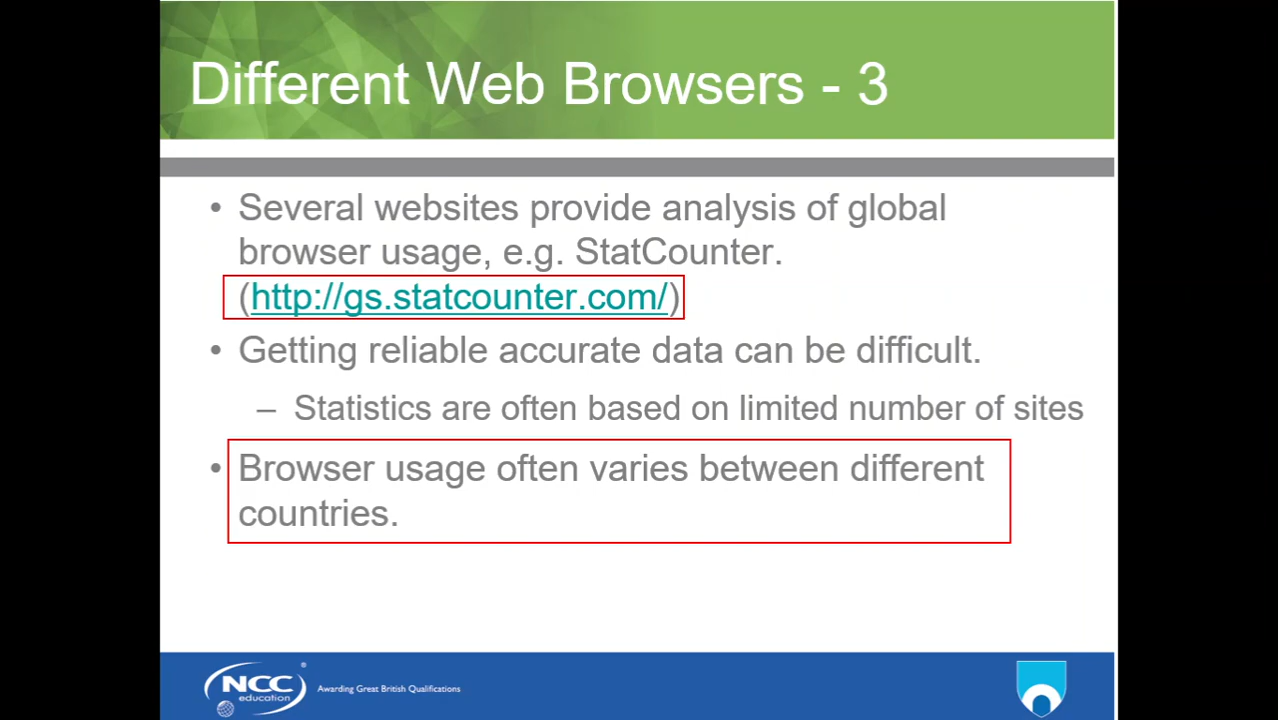 Different Web Browsers - 3
• Several websites provide analysis of global
browser usage, e.g. StatCounter.
(http://gs.statcounter.com/)
• Getting reliable accurate data can be difficult.
– Statistics are often based on limited number of sites
• Browser usage often varies between different
countries.
NCC
education
®
Awarding Great British Qualifications